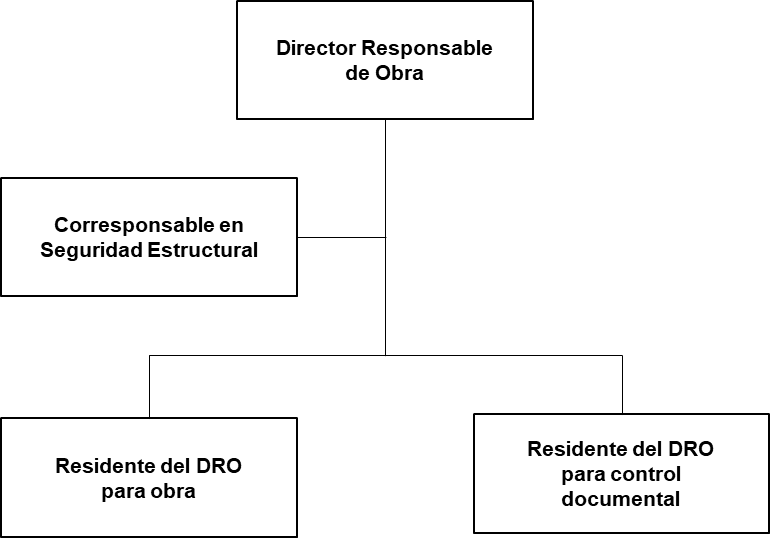 Director Responsable
de Obra
Corresponsable en
Seguridad Estructural
Residente del DRO
para obra
Residente del DRO
para control
documental